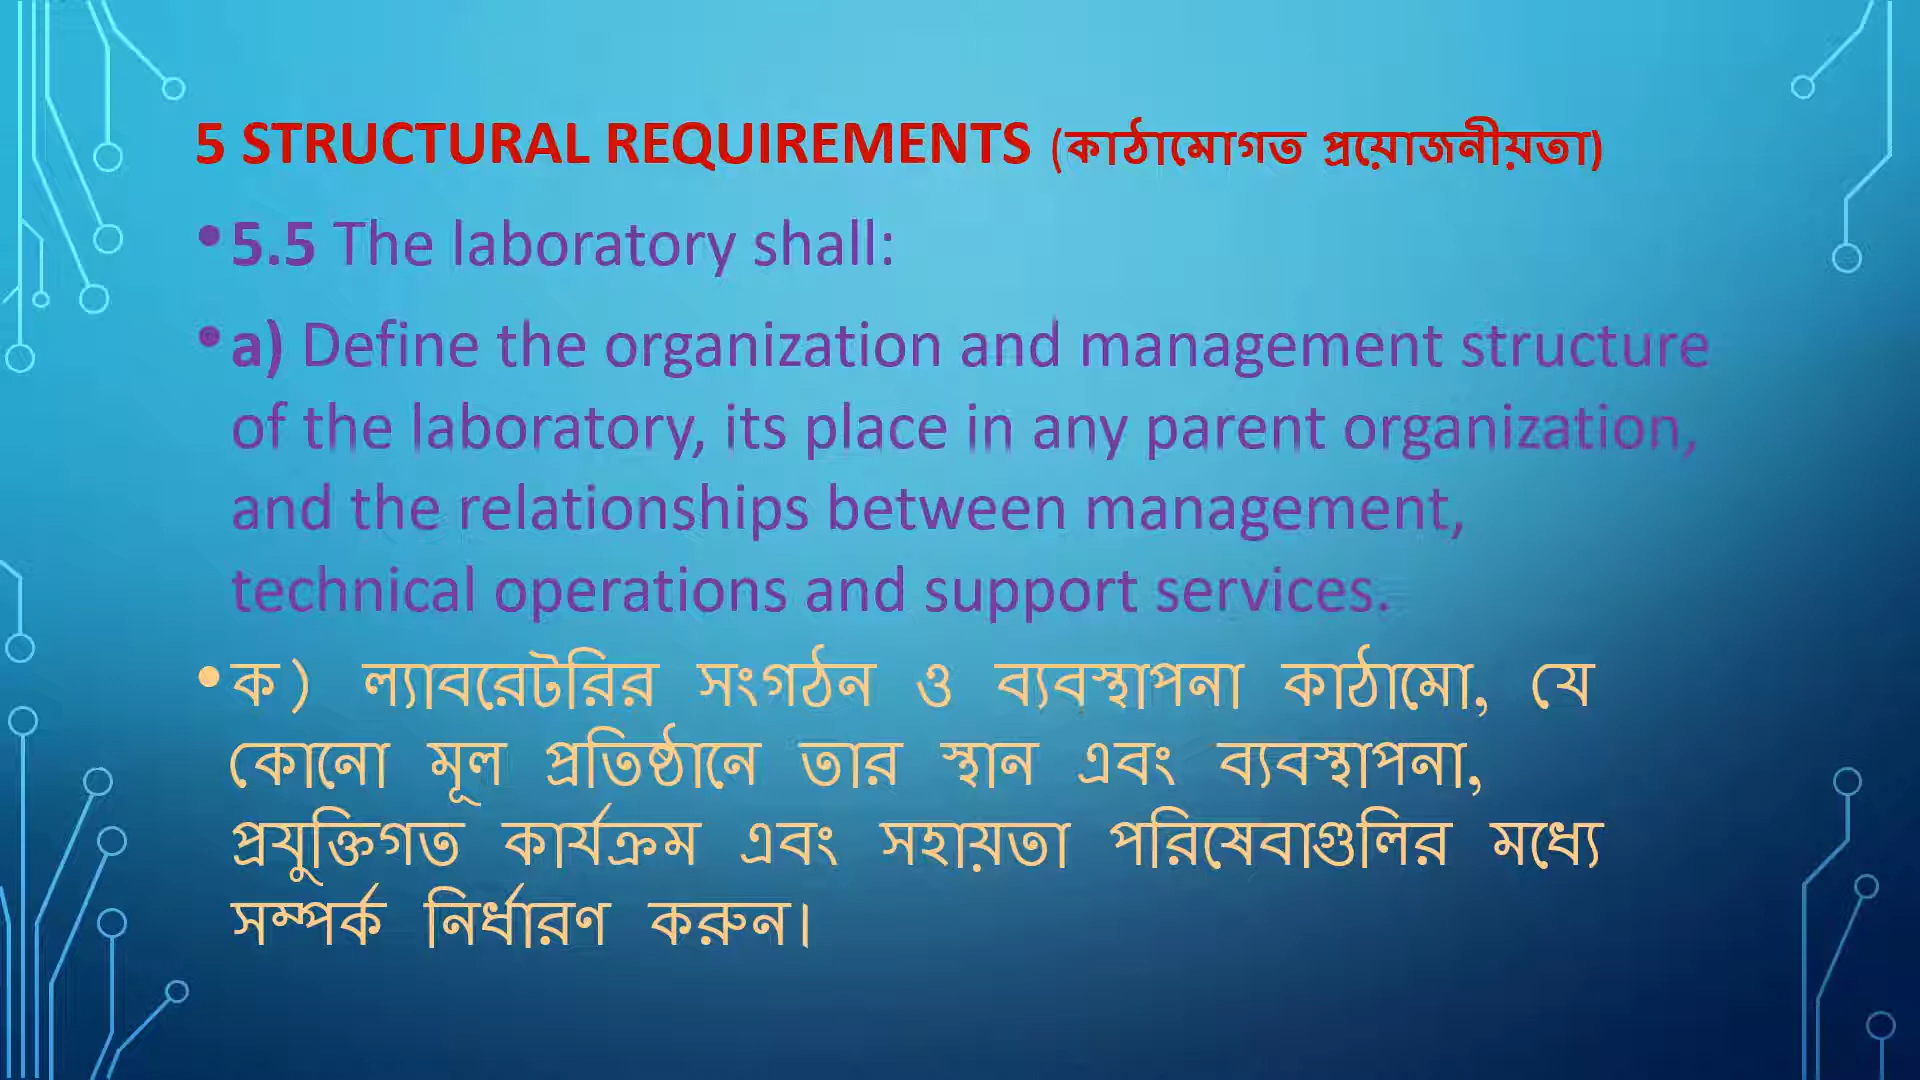 5 STRUCTURAL REQUIREMENTS (কাঠামোগত প্রয়োজনীয়তা)
• 5.5 The laboratory shall:
• a) Define the organization and management structure
of the laboratory, its place in any parent organization,
and the relationships between management,
technical operations and support services.
• ক) ল্যাবরেটরির সংগঠন ও ব্যবস্থাপনা কাঠামো, যে
কোনো মূল প্রতিষ্ঠানে তার স্থান এবং ব্যবস্থাপনা,
প্রযুক্তিগত কার্যক্রম এবং সহায়তা পরিষেবাগুলির মধ্যে
সম্পর্ক নির্ধারণ করুন।